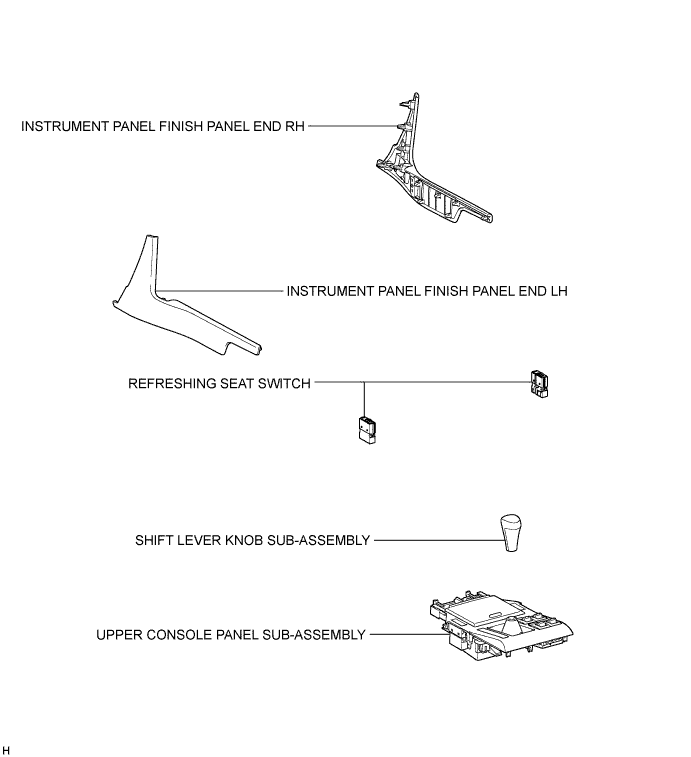 INSTRUMENT PANEL FINISH PANEL END RH
INSTRUMENT PANEL FINISH PANEL END LH
REFRESHING SEAT SWITCH
SHIFT LEVER KNOB SUB-ASSEMBLY
UPPER CONSOLE PANEL SUB-ASSEMBLY
H